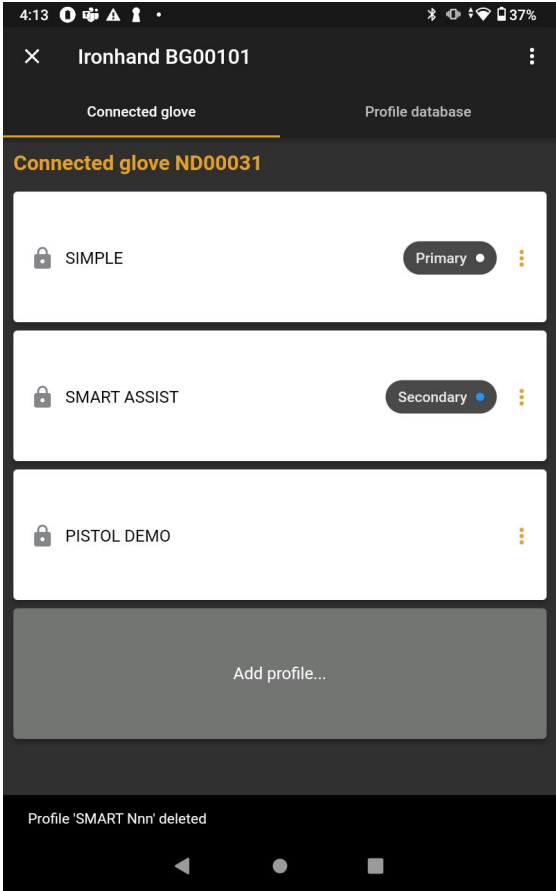 4:13
37%
Ironhand BG00101
Connected glove
Profile database
Connected glove ND00031
SIMPLE
Primary
SMART ASSIST
Secondary
PISTOL DEMO
Add profile...
Profile 'SMART Nnn' deleted